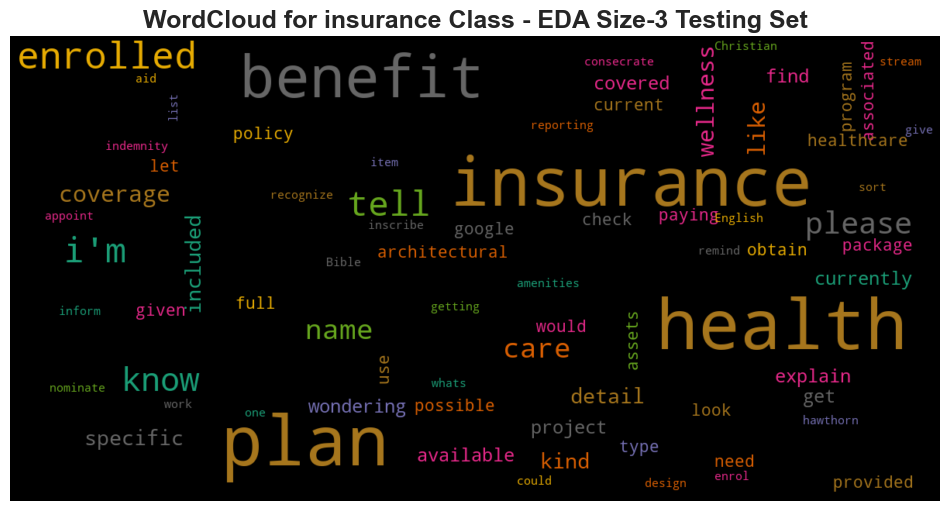 WordCloud for insurance Class - EDA Size-3 Testing Set
enrolled
aid
list
benefit
consecrate
covered
current
wellness
Christian
find
like
program
associated
stream
give
healthcare
reporting
policy
indemnity
let
item
coverage
recognize
tell
insurance
sort
appoint
inscribe
google
check
paying
English
please
i'm
included
Bible
architectural
remind
obtain
package
amenities
currently
inform
given
full
getting
name
would
care
assets
health
know
use
whats
explain
nominate
work
one
wondering
possible
detail
look
get
hawthorn
specific
plan
available
project
kind
type
need
enrol
could
design
provided